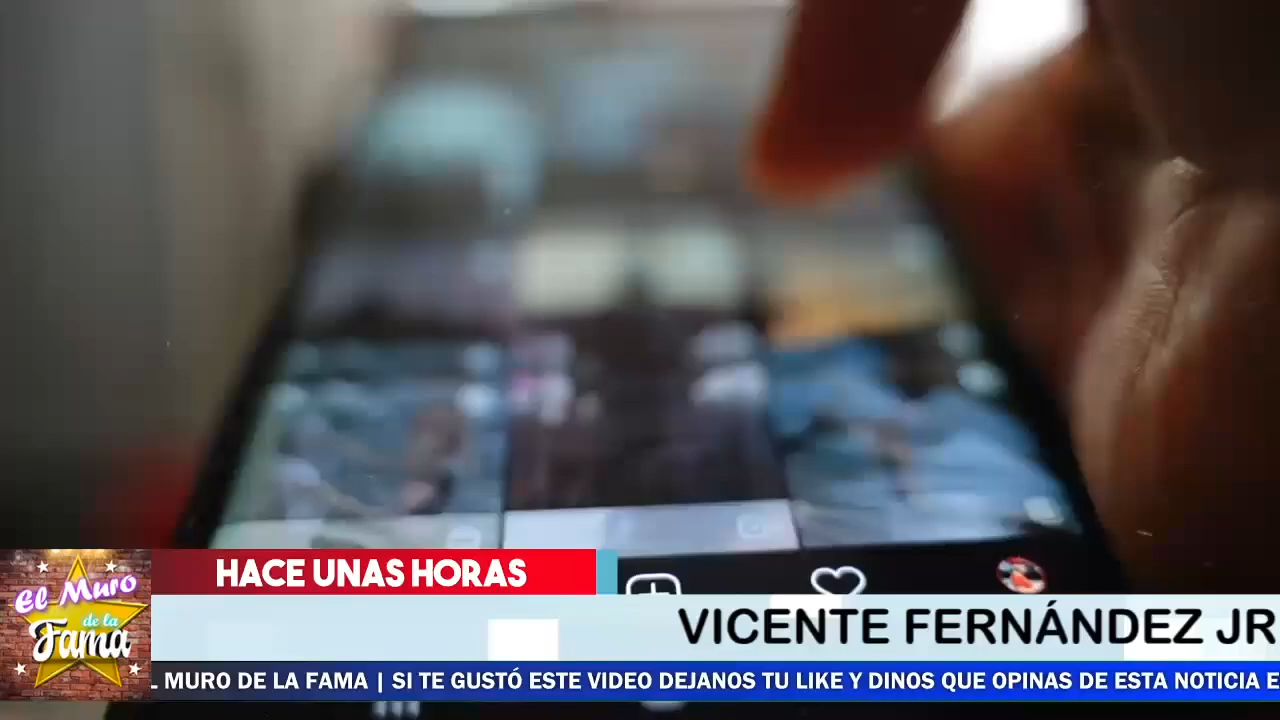 HACE UNAS HORAS
VICENTE FERNÁNDEZ JR
El Muro
de la
Fama
L MURO DE LA FAMA | SI TE GUSTÓ ESTE VIDEO DEJANOS TU LIKE Y DINOS QUE OPINAS DE ESTA NOTICIA E